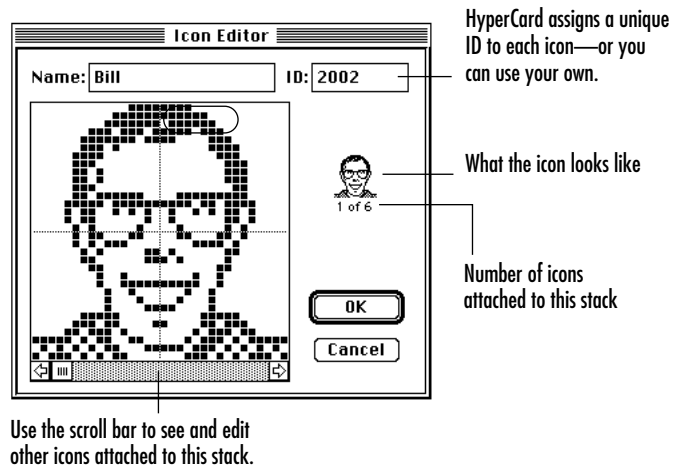 HyperCard assigns a unique
ID to each icon—or you
can use your own.
Icon Editor
Name: Bill
ID: 2002
What the icon looks like
1 of 6
Number of icons
attached to this stack
OK
Cancel
Use the scroll bar to see and edit
other icons attached to this stack.